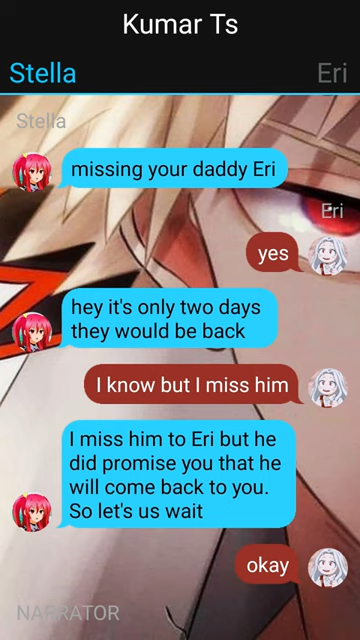 Kumar Ts
Stella
Eri
Stella
missing your daddy Eri
Eri
yes
hey it's only two days
they would be back
I know but I miss him
I miss him to Eri but he
did promise you that he
will come back to you.
So let's us wait
okay
NARRATOR